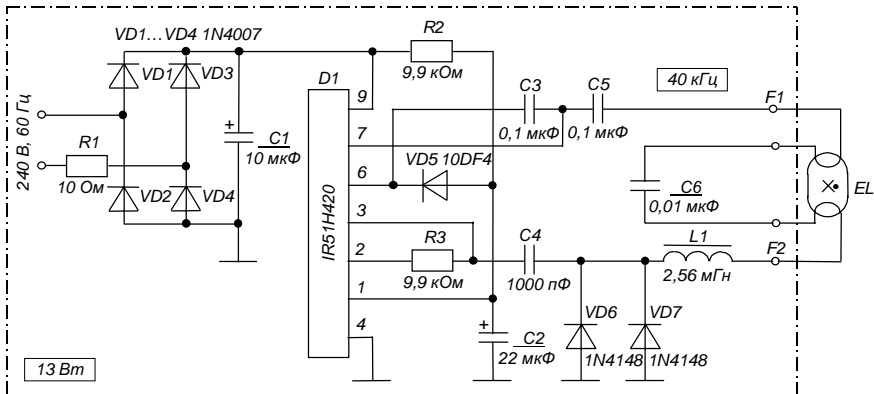 VD1...VD4 1N4007
R2
9,9 кОм
VD1
VD3
D1
C3
C5
40 кГц
F1
9
240 В, 60 Гц
R1
10 Ом
+
C1
10 мкФ
7
0,1 мкФ
0,1 мкФ
VD5 10DF4
6
VD2
VD4
IR51H420
C6
0,01 мкФ
EL
3
R3
C4
L1
F2
2
9,9 кОм
1000 пФ
2,56 мГн
1
VD6
VD7
4
+
C2
22 мкФ
1N4148
1N4148
13 Вт